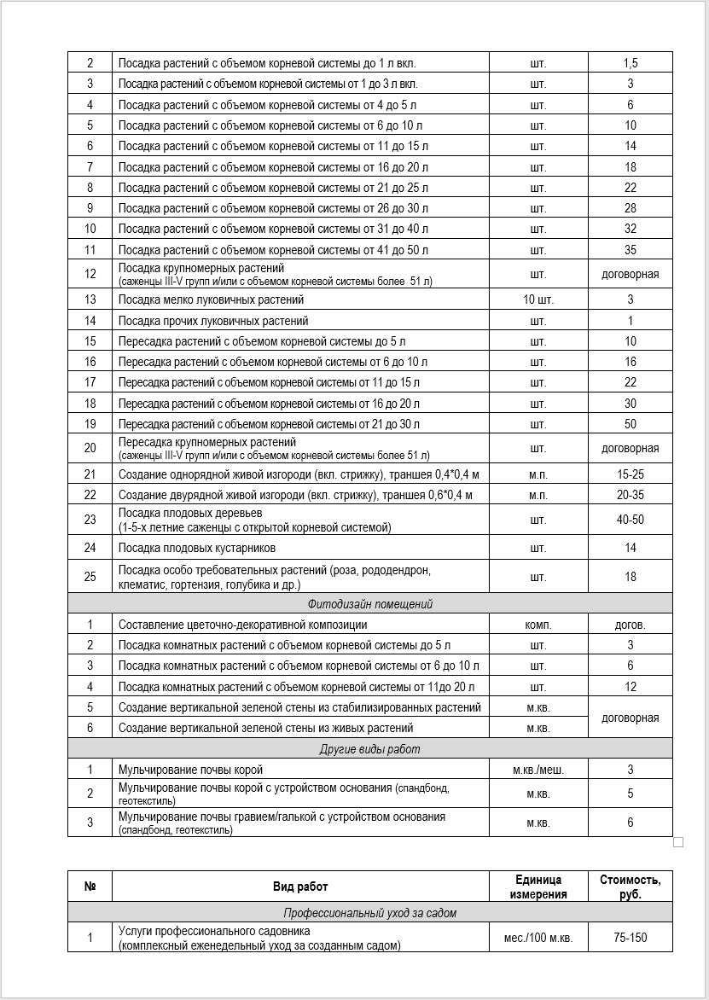 2 Посадка растений с объемом корневой системы до 1 л вкл. шт. 1,5
3 Посадка растений с объемом корневой системы от 1 до 3 л вкл. шт. 3
4 Посадка растений с объемом корневой системы от 4 до 5 л шт. 6
5 Посадка растений с объемом корневой системы от 6 до 10 л шт. 10
6 Посадка растений с объемом корневой системы от 11 до 15 л шт. 14
7 Посадка растений с объемом корневой системы от 16 до 20 л шт. 18
8 Посадка растений с объемом корневой системы от 21 до 25 л шт. 22
9 Посадка растений с объемом корневой системы от 26 до 30 л шт. 28
10 Посадка растений с объемом корневой системы от 31 до 40 л шт. 32
11 Посадка растений с объемом корневой системы от 41 до 50 л шт. 35
12 Посадка крупномерных растений шт. договорная
(саженцы III-V групп и/или с объемом корневой системы более 51 л)
13 Посадка мелко луковичных растений 10 шт. 3
14 Посадка прочих луковичных растений шт. 1
15 Пересадка растений с объемом корневой системы до 5 л шт. 10
16 Пересадка растений с объемом корневой системы от 6 до 10 л шт. 16
17 Пересадка растений с объемом корневой системы от 11 до 15 л шт. 22
18 Пересадка растений с объемом корневой системы от 16 до 20 л шт. 30
19 Пересадка растений с объемом корневой системы от 21 до 30 л шт. 50
20 Пересадка крупномерных растений шт. договорная
(саженцы III-V групп и/или с объемом корневой системы более 51 л)
21 Создание однорядной живой изгороди (вкл. стрижку), траншея 0,4*0,4 м м.п. 15-25
22 Создание двурядной живой изгороди (вкл. стрижку), траншея 0,6*0,4 м м.п. 20-35
23 Посадка плодовых деревьев шт. 40-50
(1-5-х летние саженцы с открытой корневой системой)
24 Посадка плодовых кустарников шт. 14
25 Посадка особо требовательных растений (роза, рододендрон, шт. 18
клематис, гортензия, голубика и др.)
Фитодизайн помещений
1 Составление цветочно-декоративной композиции комп. догов.
2 Посадка комнатных растений с объемом корневой системы до 5 л шт. 3
3 Посадка комнатных растений с объемом корневой системы от 6 до 10 л шт. 6
4 Посадка комнатных растений с объемом корневой системы от 11до 20 л шт. 12
5 Создание вертикальной зеленой стены из стабилизированных растений м.кв. договорная
6 Создание вертикальной зеленой стены из живых растений м.кв.
Другие виды работ
1 Мульчирование почвы корой м.кв./меш. 3
2 Мульчирование почвы корой с устройством основания (спандбонд, м.кв. 5
геотекстиль)
3 Мульчирование почвы гравием/галькой с устройством основания м.кв. 6
(спандбонд, геотекстиль)
№ Вид работ Единица Стоимость,
измерения руб.
Профессиональный уход за садом
1 Услуги профессионального садовника мес./100 м.кв. 75-150
(комплексный еженедельный уход за созданным садом)